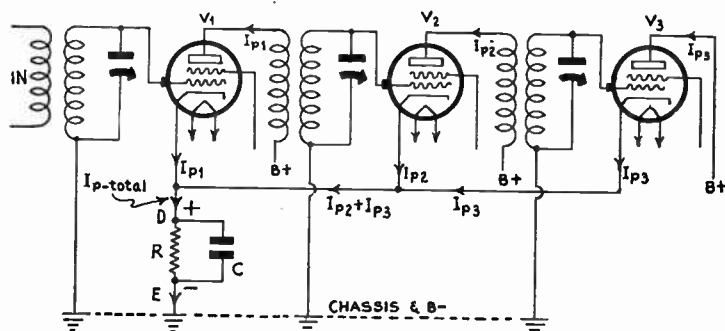 V1
V2
V3
Ip1
Ip2
Ip3
IN
B+
B+
B+
Ip1
Ip2
Ip3
Ip-total
Ip2+Ip3
Ip3
D
+
R
C
E
−
CHASSIS & B-